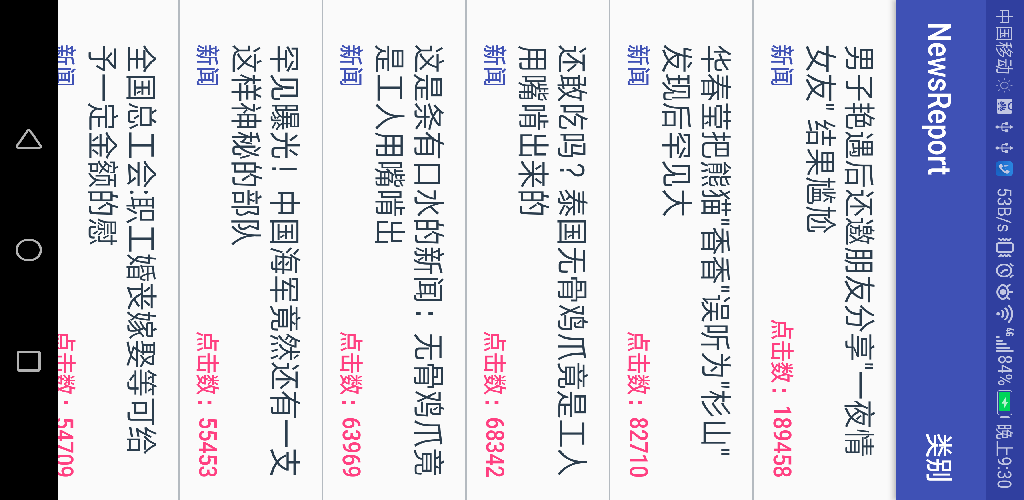 中国移动 53B/s 4G 84% 晚上9:30
NewsReport 类别
男子艳遇后还邀朋友分享"一夜情
女友" 结果尴尬
新闻 点击数：189458
华春莹把熊猫"香香"误听为"杉山"
发现后罕见大
新闻 点击数：82710
还敢吃吗？泰国无骨鸡爪竟是工人
用嘴啃出来的
新闻 点击数：68342
这是条有口水的新闻：无骨鸡爪竟
是工人用嘴啃出
新闻 点击数：63969
罕见曝光！中国海军竟然还有一支
这样神秘的部队
新闻 点击数：55453
全国总工会:职工婚丧嫁娶等可给
予一定金额的慰
新闻 点击数：54709